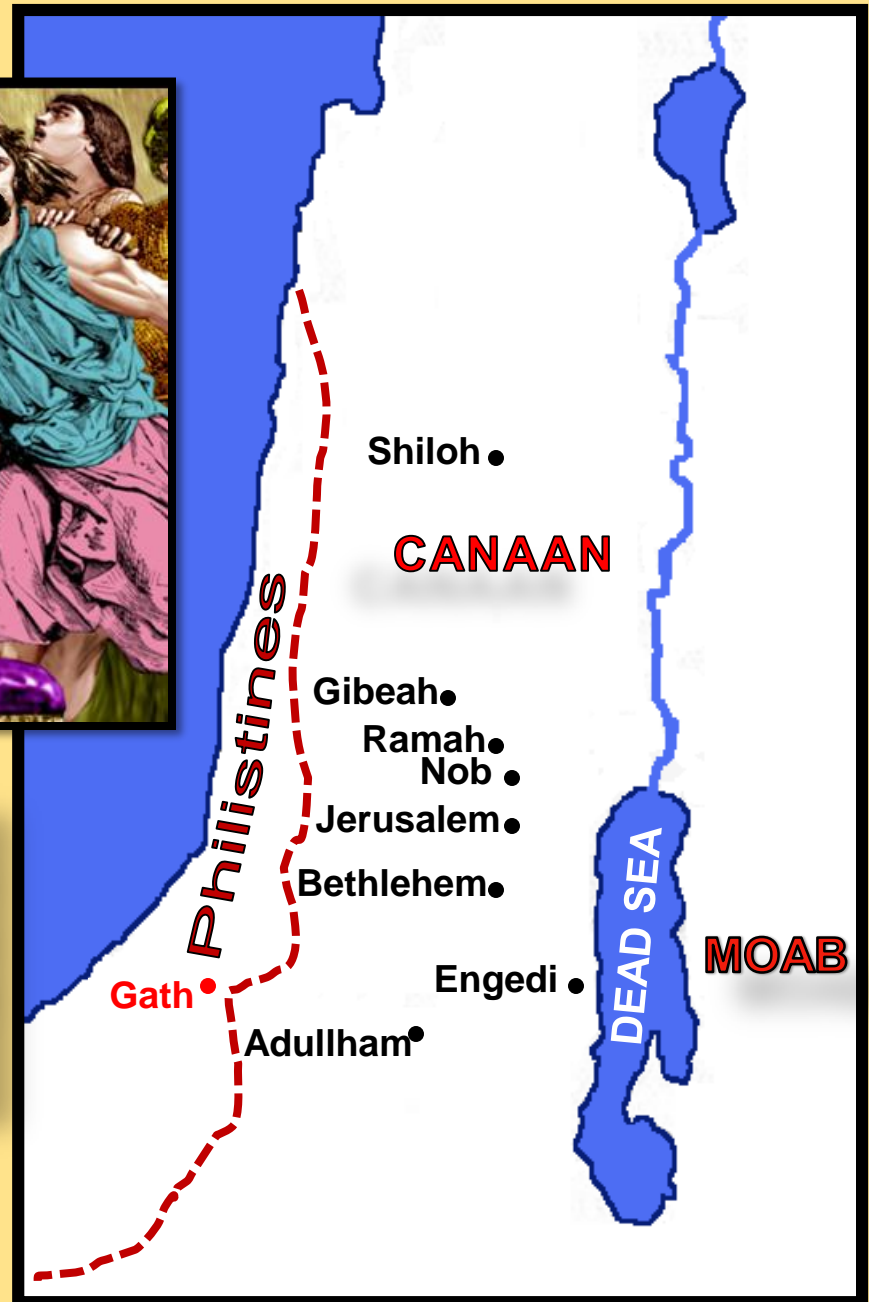 Shiloh
CANAAN
Philistines
Gibeah
Ramah
Nob
Jerusalem
Bethlehem
DEAD SEA
MOAB
Engedi
Gath
Adullham